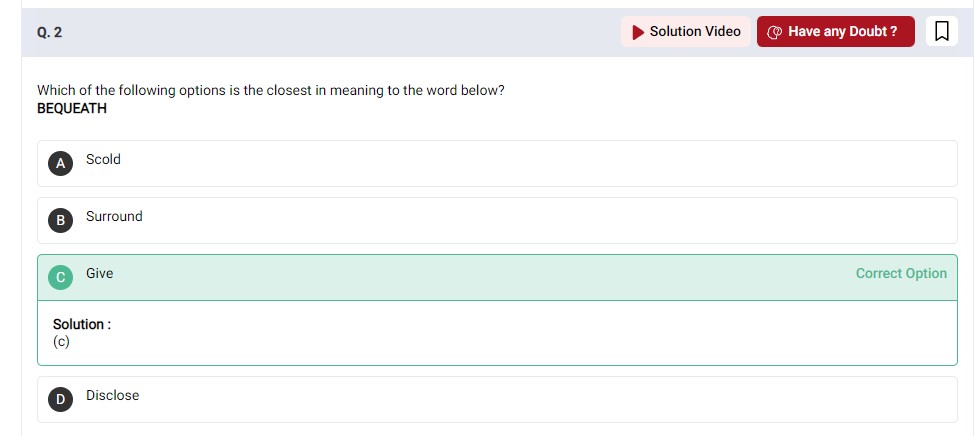 Q. 2
Solution Video
Have any Doubt ?
Which of the following options is the closest in meaning to the word below?
BEQUEATH
A Scold
B Surround
C Give Correct Option
Solution :
(c)
D Disclose